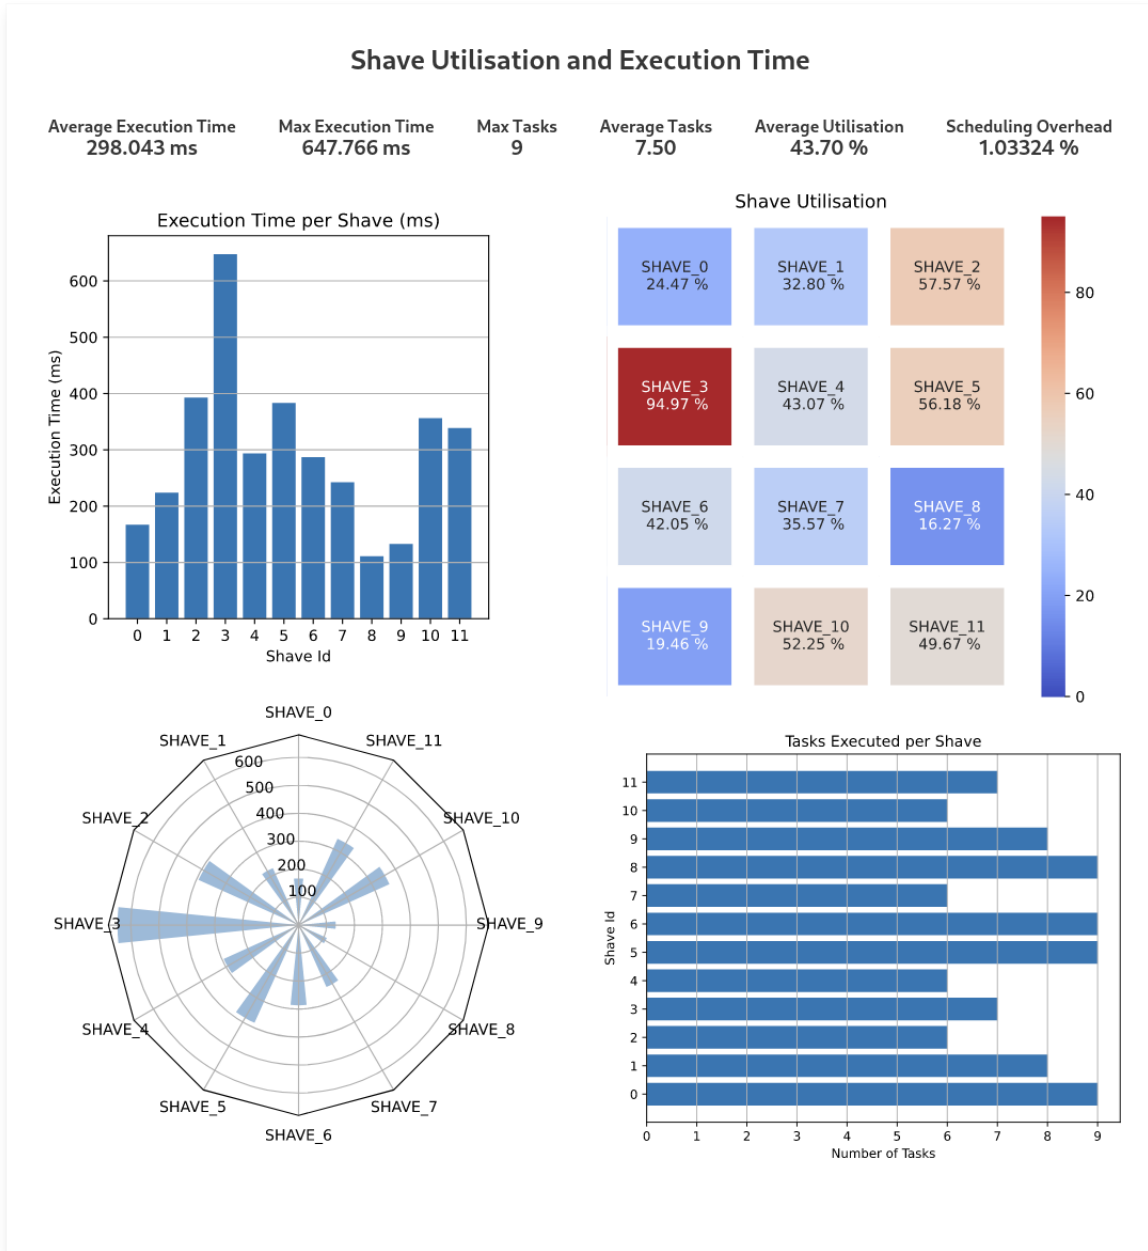 Shave Utilisation and Execution Time
Average Execution Time
298.043 ms
Max Execution Time
647.766 ms
Max Tasks
9
Average Tasks
7.50
Average Utilisation
43.70 %
Scheduling Overhead
1.03324 %
Execution Time per Shave (ms)
Execution Time (ms)
600
500
400
300
200
100
0
0 1 2 3 4 5 6 7 8 9 10 11
Shave Id
Shave Utilisation
SHAVE_0
24.47 %
SHAVE_1
32.80 %
SHAVE_2
57.57 %
SHAVE_3
94.97 %
SHAVE_4
43.07 %
SHAVE_5
56.18 %
SHAVE_6
42.05 %
SHAVE_7
35.57 %
SHAVE_8
16.27 %
SHAVE_9
19.46 %
SHAVE_10
52.25 %
SHAVE_11
49.67 %
80
60
40
20
0
SHAVE_0
SHAVE_1
SHAVE_11
SHAVE_2
SHAVE_10
SHAVE_3
SHAVE_9
SHAVE_4
SHAVE_8
SHAVE_5
SHAVE_7
SHAVE_6
600
500
400
300
200
100
Tasks Executed per Shave
Shave Id
11
10
9
8
7
6
5
4
3
2
1
0
0 1 2 3 4 5 6 7 8 9
Number of Tasks